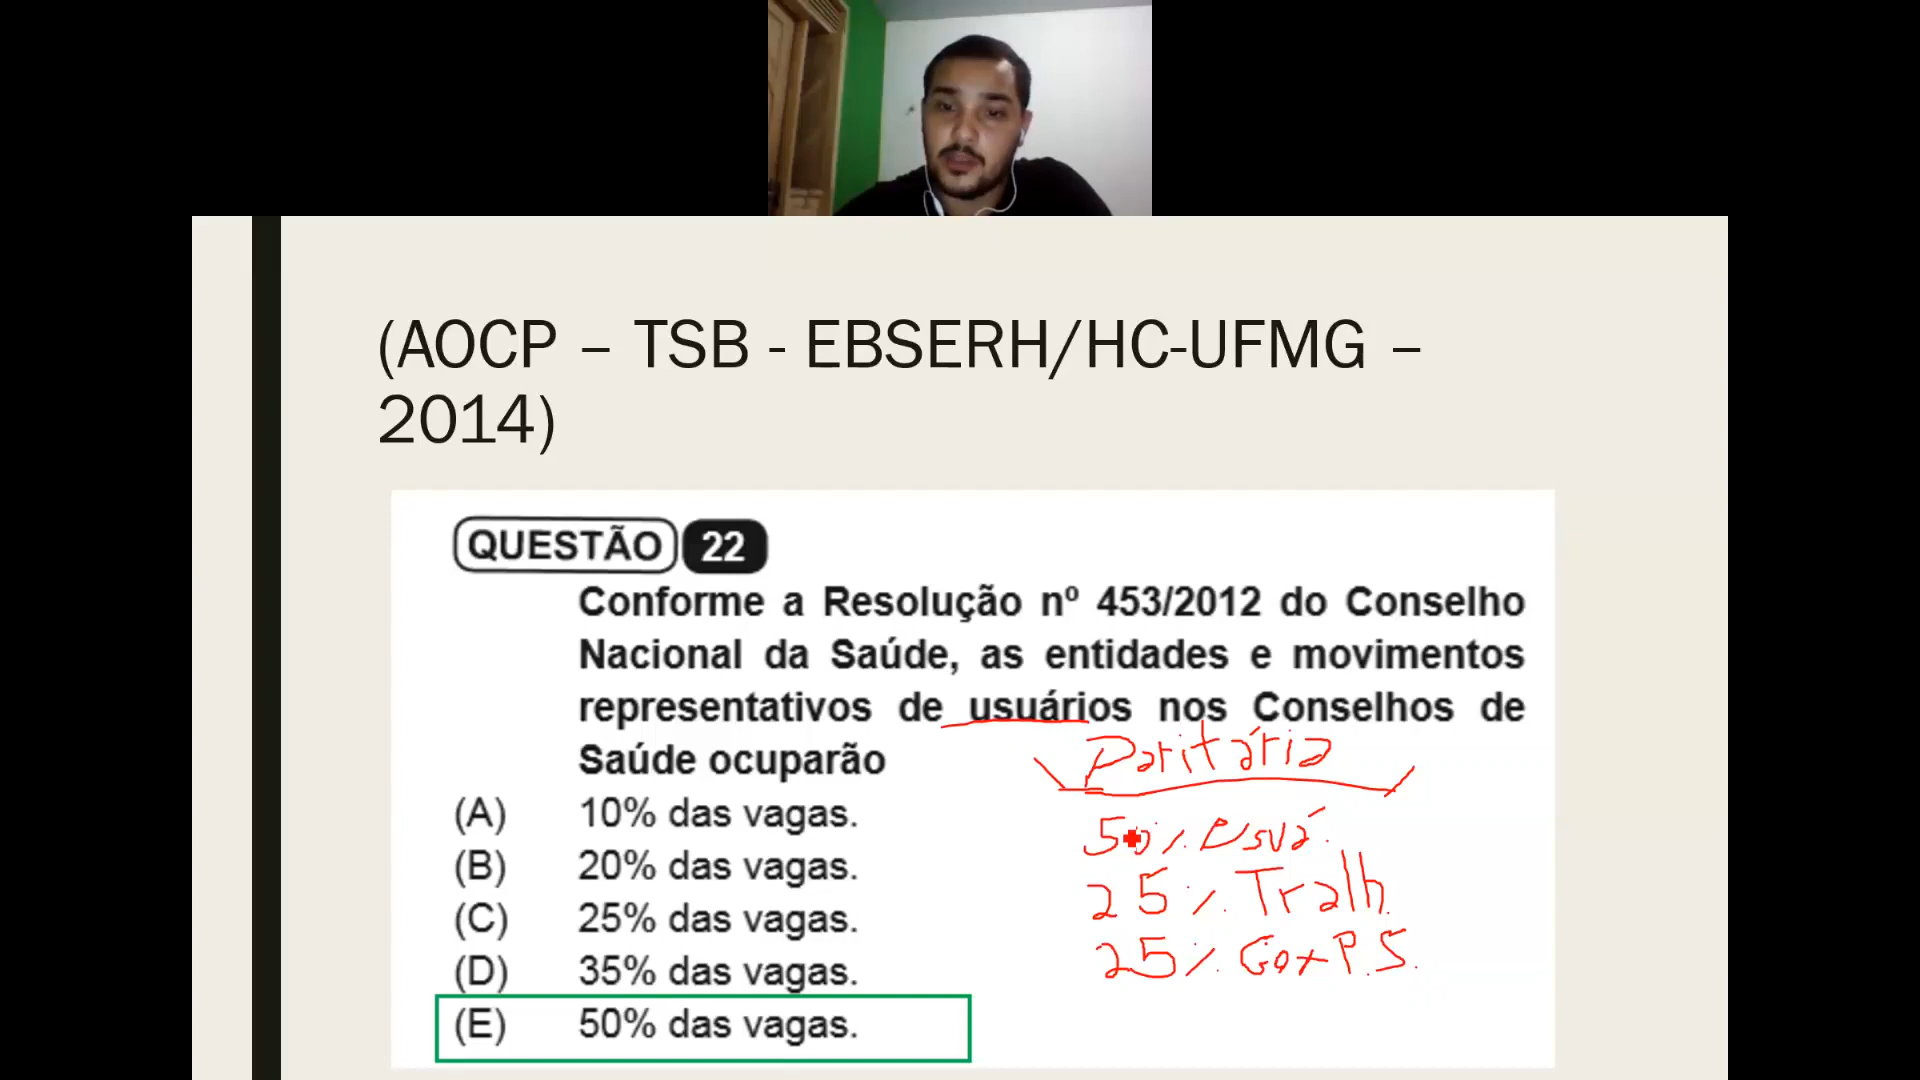 (AOCP – TSB - EBSERH/HC-UFMG –
2014)
QUESTÃO 22
Conforme a Resolução nº 453/2012 do Conselho
Nacional da Saúde, as entidades e movimentos
representativos de usuários nos Conselhos de
Saúde ocuparão
Paritária
(A) 10% das vagas.
50% Usuá.
(B) 20% das vagas.
25% Tralh.
(C) 25% das vagas.
25% Go+P.S.
(D) 35% das vagas.
(E) 50% das vagas.